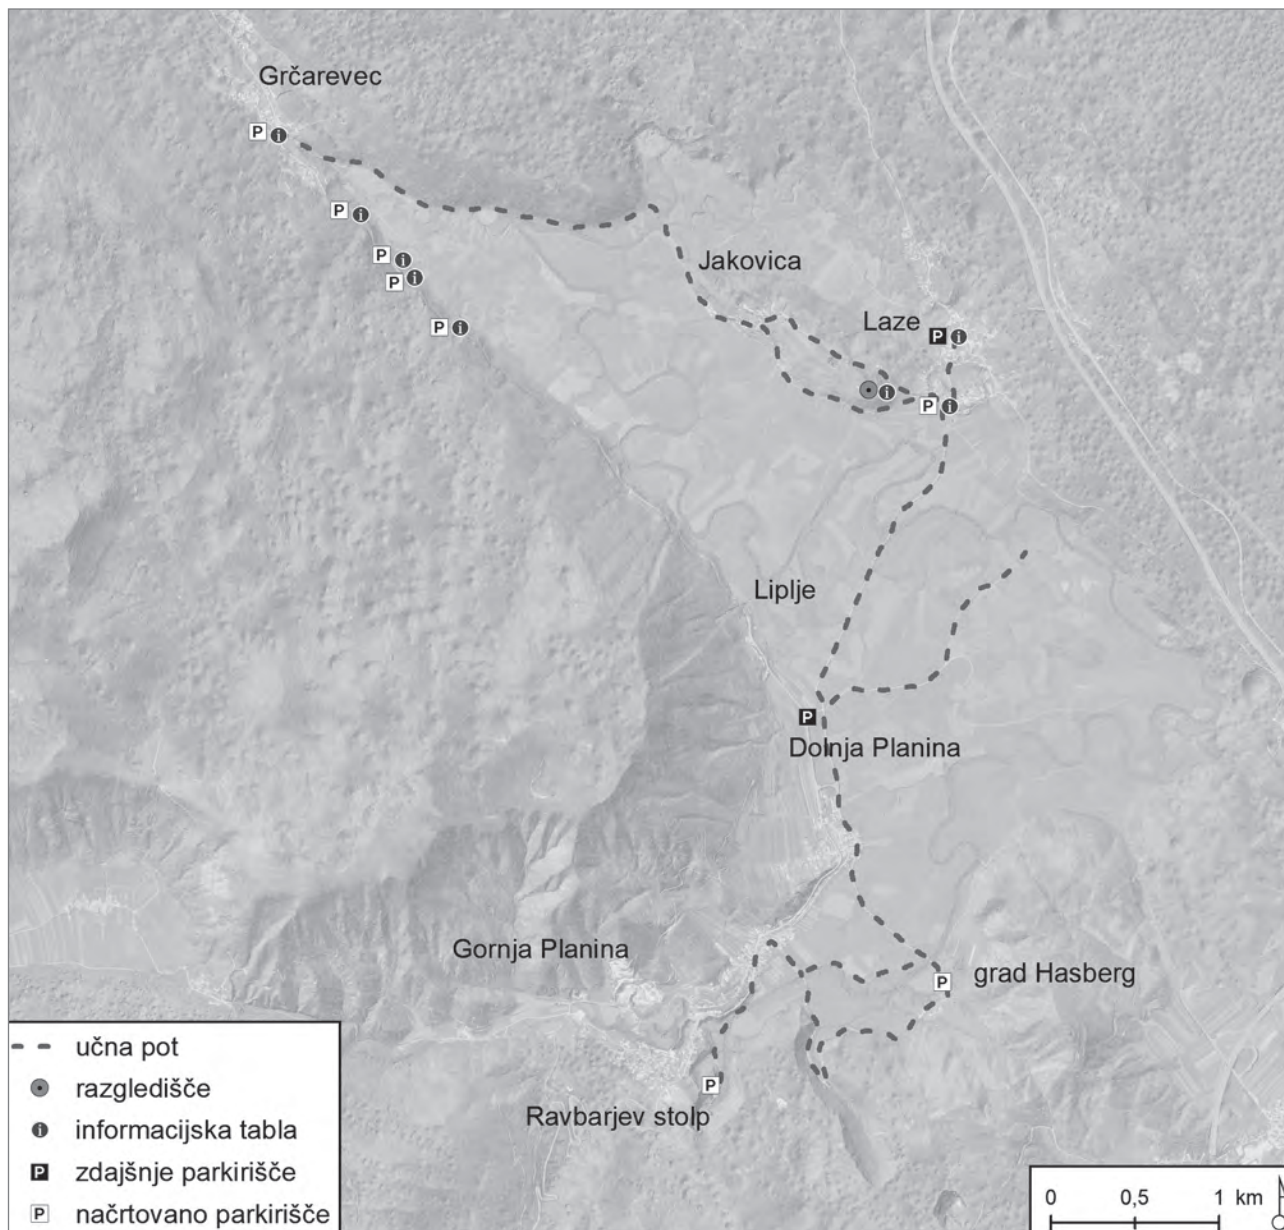 Grčarevec
P i
P i
P i
P i
P i
Jakovica
Laze
P i
i
P i
Liplje
P
Dolnja Planina
Gornja Planina
grad Hasberg
P
P
Ravbarjev stolp
učna pot
razgledišče
i informacijska tabla
P zdajšnje parkirišče
P načrtovano parkirišče
0 0,5 1 km